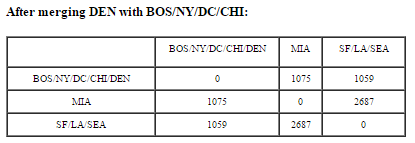 After merging DEN with BOS/NY/DC/CHI:
BOS/NY/DC/CHI/DEN MIA SF/LA/SEA
BOS/NY/DC/CHI/DEN 0 1075 1059
MIA 1075 0 2687
SF/LA/SEA 1059 2687 0